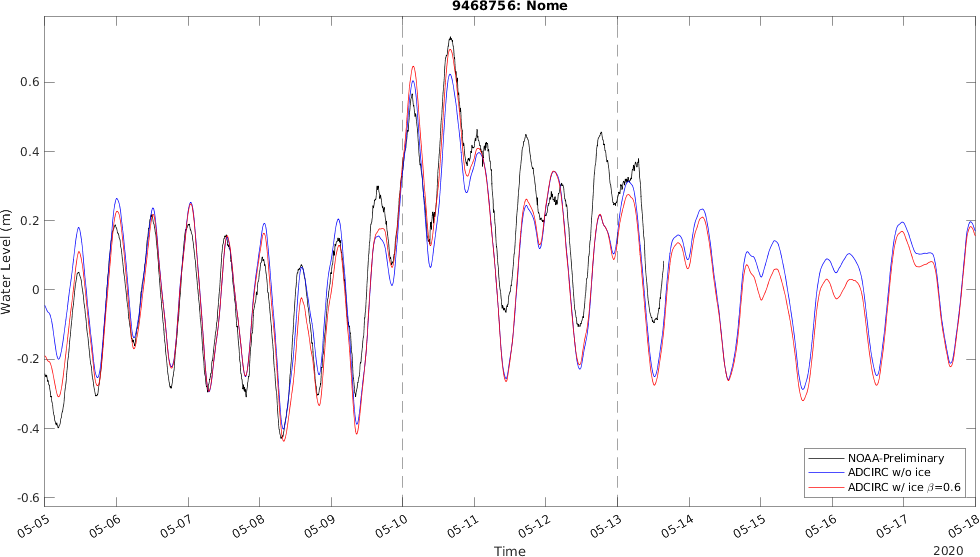 9468756: Nome
Water Level (m)
0.6
0.4
0.2
0
-0.2
-0.4
-0.6
NOAA-Preliminary
ADCIRC w/o ice
ADCIRC w/ ice β=0.6
05-05 05-06 05-07 05-08 05-09 05-10 05-11 05-12 05-13 05-14 05-15 05-16 05-17 05-18
Time
2020